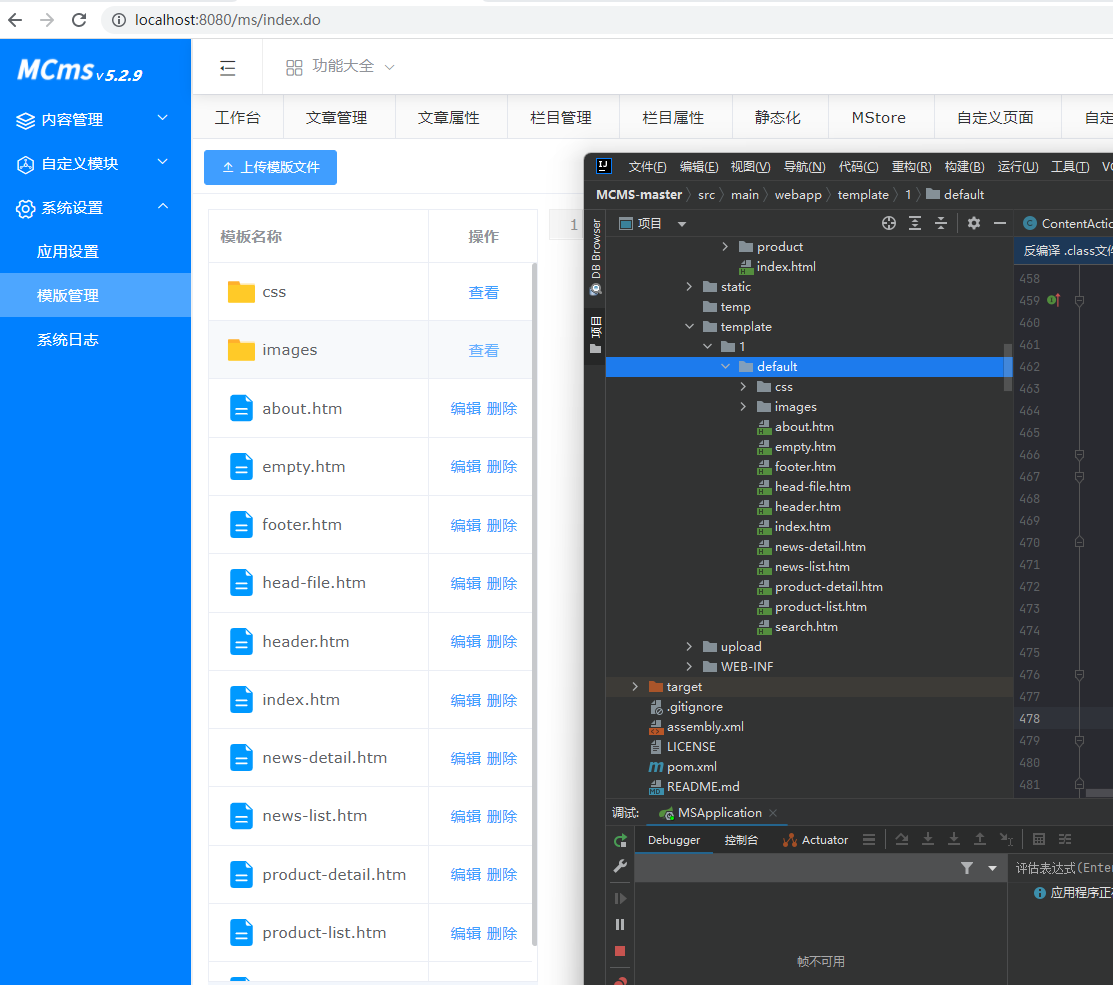 localhost:8080/ms/index.do
MCms v 5.2.9
内容管理
自定义模块
系统设置
应用设置
模版管理
系统日志
功能大全
工作台 文章管理 文章属性 栏目管理 栏目属性 静态化 MStore 自定义页面 自定
上传模版文件
模板名称 操作
css 查看
images 查看
about.htm 编辑 删除
empty.htm 编辑 删除
footer.htm 编辑 删除
head-file.htm 编辑 删除
header.htm 编辑 删除
index.htm 编辑 删除
news-detail.htm 编辑 删除
news-list.htm 编辑 删除
product-detail.htm 编辑 删除
product-list.htm 编辑 删除
1
IJ 文件(F) 编辑(E) 视图(V) 导航(N) 代码(C) 重构(R) 构建(B) 运行(U) 工具(T) VC
MCMS-master src main webapp template 1 default
DB Browser
项目
项目
product
index.html
static
temp
template
1
default
css
images
about.htm
empty.htm
footer.htm
head-file.htm
header.htm
index.htm
news-detail.htm
news-list.htm
product-detail.htm
product-list.htm
search.htm
upload
WEB-INF
target
.gitignore
assembly.xml
LICENSE
pom.xml
README.md
ContentActio
反编译 .class文件
458
459
460
461
462
463
464
465
466
467
468
469
470
471
472
473
474
475
476
477
478
479
480
481
调试: MSApplication
Debugger 控制台 Actuator
评估表达式(Enter
应用程序正在
帧不可用